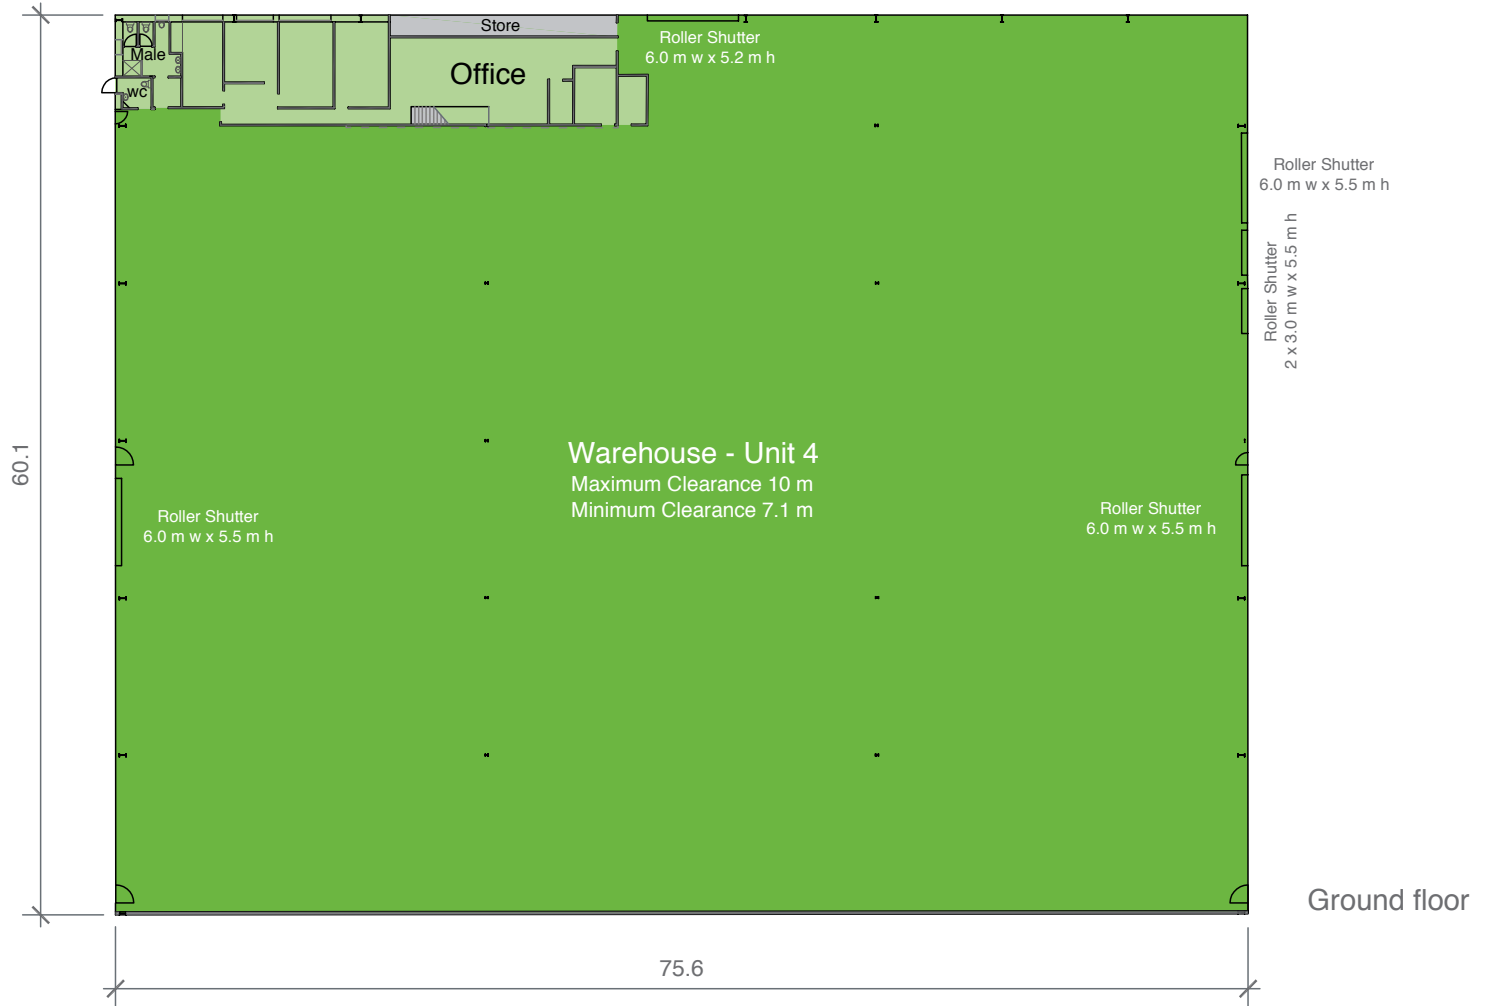 Store
Roller Shutter
6.0 m w x 5.2 m h
Male
Office
wc
Roller Shutter
6.0 m w x 5.5 m h
Roller Shutter
2 x 3.0 m w x 5.5 m h
60.1
Warehouse - Unit 4
Maximum Clearance 10 m
Minimum Clearance 7.1 m
Roller Shutter
6.0 m w x 5.5 m h
Roller Shutter
6.0 m w x 5.5 m h
Ground floor
75.6